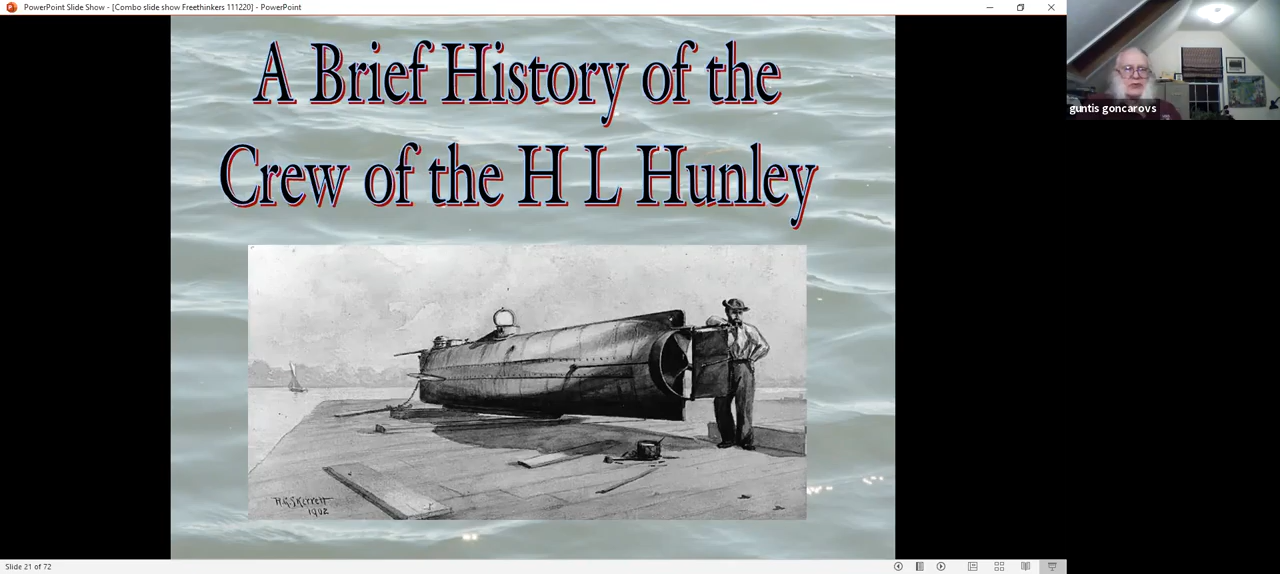 PowerPoint Slide Show - [Combo slide show Freethinkers 111220] - PowerPoint
A Brief History of the
Crew of the H L Hunley
guntis goncarovs
R.G. Skerrett
1902
Slide 21 of 72